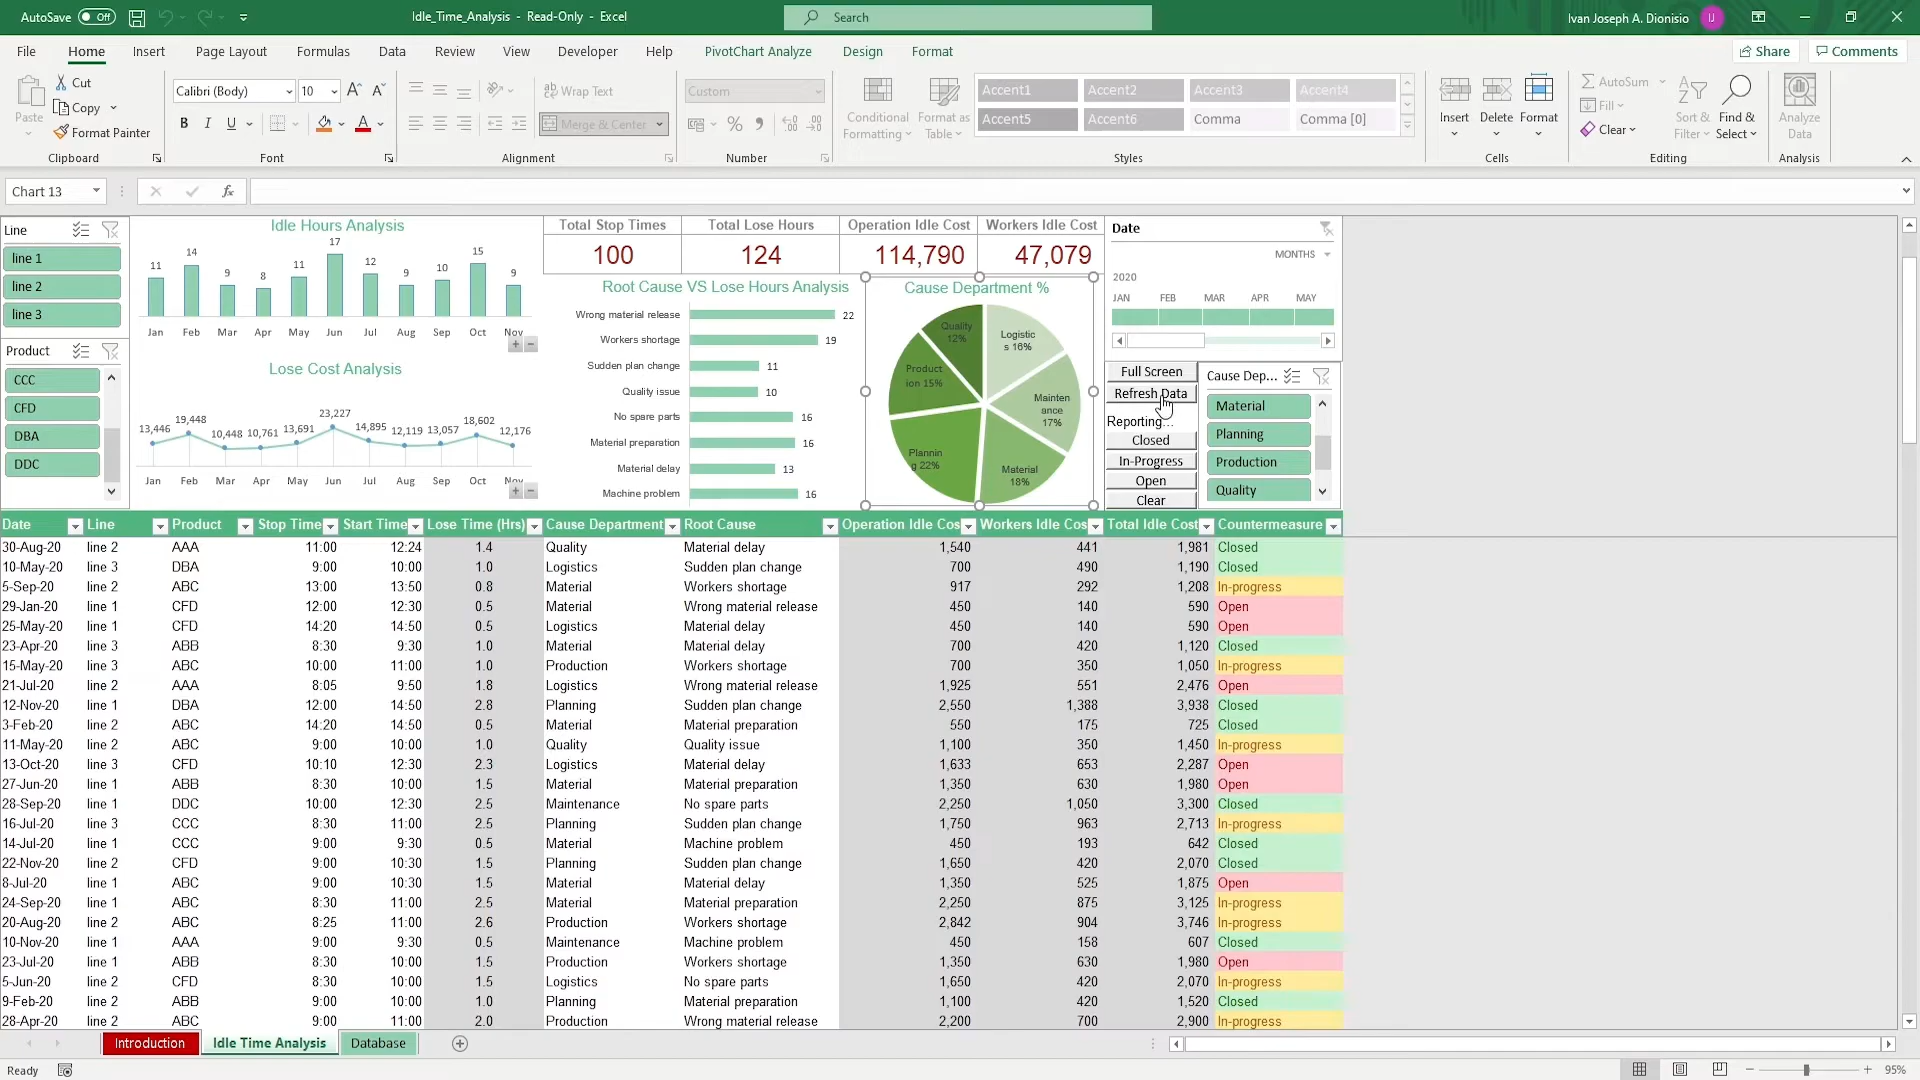 AutoSave Off Idle_Time_Analysis - Read-Only - Excel Search Ivan Joseph A. Dionisio IJ
File Home Insert Page Layout Formulas Data Review View Developer Help PivotChart Analyze Design Format Share Comments
Paste Cut Copy Format Painter
Clipboard
Calibri (Body) 10
B I U
Font
Wrap Text
Merge & Center
Alignment
Custom
Number
Conditional Formatting
Format as Table
Accent1 Accent2 Accent3 Accent4
Accent5 Accent6 Comma Comma [0]
Styles
Insert Delete Format
Cells
AutoSum
Fill
Clear
Sort & Filter
Find & Select
Editing
Analyze Data
Analysis
Chart 13 fx
Line
line 1
line 2
line 3
Product
CCC
CFD
DBA
DDC
Idle Hours Analysis
11 14 9 8 11 17 12 9 10 15 9
Jan Feb Mar Apr May Jun Jul Aug Sep Oct Nov
Lose Cost Analysis
13,446 19,448 10,448 10,761 13,691 23,227 14,895 12,119 13,057 18,602 12,176
Jan Feb Mar Apr May Jun Jul Aug Sep Oct Nov
Total Stop Times Total Lose Hours Operation Idle Cost Workers Idle Cost
100 124 114,790 47,079
Root Cause VS Lose Hours Analysis
Wrong material release 22
Workers shortage 19
Sudden plan change 11
Quality issue 10
No spare parts 16
Material preparation 16
Material delay 13
Machine problem 16
Cause Department %
Quality
12%
Logistic
s 16%
Mainten
ance
17%
Material
18%
Plannin
g 22%
Product
ion 15%
Date
MONTHS
2020
JAN FEB MAR APR MAY
Full Screen
Refresh Data
Reporting...
Closed
In-Progress
Open
Clear
Cause Dep...
Material
Planning
Production
Quality
Date Line Product Stop Time Start Time Lose Time (Hrs) Cause Department Root Cause Operation Idle Cos Workers Idle Cos Total Idle Cost Countermeasure
30-Aug-20 line 2 AAA 11:00 12:24 1.4 Quality Material delay 1,540 441 1,981 Closed
10-May-20 line 3 DBA 9:00 10:00 1.0 Logistics Sudden plan change 700 490 1,190 Closed
5-Sep-20 line 2 ABC 13:00 13:50 0.8 Material Workers shortage 917 292 1,208 In-progress
29-Jan-20 line 1 CFD 12:00 12:30 0.5 Material Wrong material release 450 140 590 Open
25-May-20 line 1 CFD 14:20 14:50 0.5 Logistics Material delay 450 140 590 Open
23-Apr-20 line 3 ABB 8:30 9:30 1.0 Material Material delay 700 420 1,120 Closed
15-May-20 line 3 ABC 10:00 11:00 1.0 Production Workers shortage 700 350 1,050 In-progress
21-Jul-20 line 2 AAA 8:05 9:50 1.8 Logistics Wrong material release 1,925 551 2,476 Open
12-Nov-20 line 1 DBA 12:00 14:50 2.8 Planning Sudden plan change 2,550 1,388 3,938 Closed
3-Feb-20 line 2 ABC 14:20 14:50 0.5 Material Material preparation 550 175 725 Closed
11-May-20 line 2 ABC 9:00 10:00 1.0 Quality Quality issue 1,100 350 1,450 In-progress
13-Oct-20 line 3 CFD 10:10 12:30 2.3 Logistics Material delay 1,633 653 2,287 Open
27-Jun-20 line 1 ABB 8:30 10:00 1.5 Material Material preparation 1,350 630 1,980 Open
28-Sep-20 line 1 DDC 10:00 12:30 2.5 Maintenance No spare parts 2,250 1,050 3,300 Closed
16-Jul-20 line 3 CCC 8:30 11:00 2.5 Planning Sudden plan change 1,750 963 2,713 In-progress
14-Jul-20 line 1 CCC 9:00 9:30 0.5 Material Machine problem 450 193 642 Closed
22-Nov-20 line 2 CFD 9:00 10:30 1.5 Planning Sudden plan change 1,650 420 2,070 Closed
8-Jul-20 line 1 ABC 9:00 10:30 1.5 Material Material delay 1,350 525 1,875 Open
24-Sep-20 line 1 ABC 8:30 11:00 2.5 Material Material preparation 2,250 875 3,125 In-progress
20-Aug-20 line 2 ABC 8:25 11:00 2.6 Production Workers shortage 2,842 904 3,746 In-progress
10-Nov-20 line 1 AAA 9:00 9:30 0.5 Maintenance Machine problem 450 158 607 Closed
23-Jul-20 line 1 ABB 8:30 10:00 1.5 Production Workers shortage 1,350 630 1,980 Open
5-Jun-20 line 2 CFD 8:30 10:00 1.5 Logistics No spare parts 1,650 420 2,070 In-progress
9-Feb-20 line 2 ABB 9:00 10:00 1.0 Planning Material preparation 1,100 420 1,520 Closed
28-Apr-20 line 2 ABC 9:00 11:00 2.0 Production Wrong material release 2,200 700 2,900 In-progress
Introduction Idle Time Analysis Database
Ready 95%